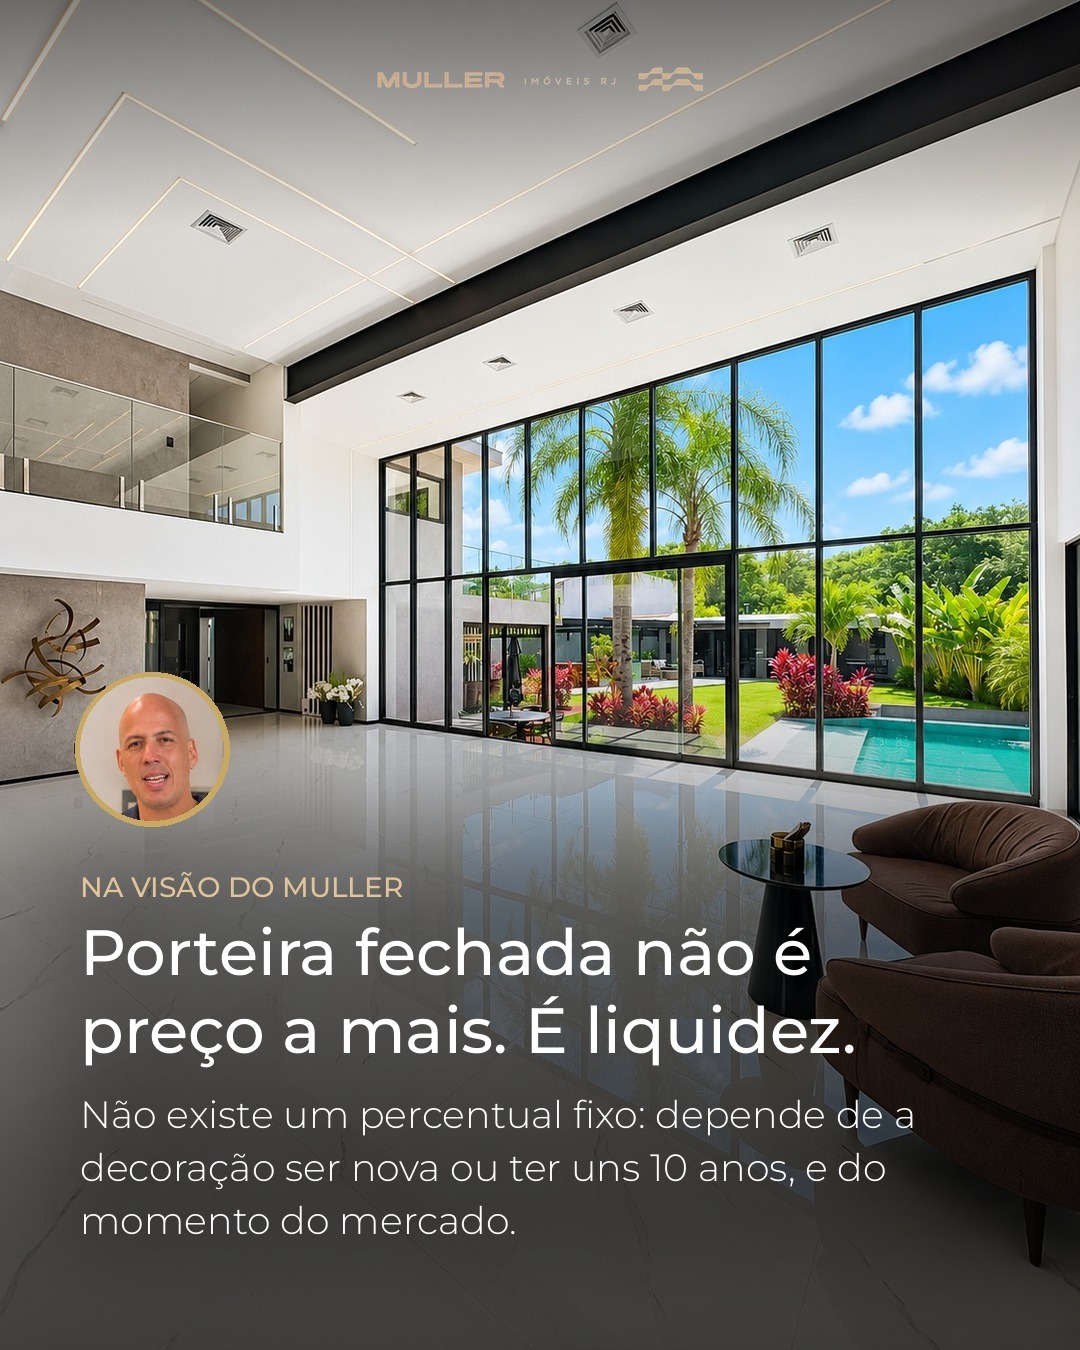 MULLER IMÓVEIS RJ
NA VISÃO DO MULLER
Porteira fechada não é
preço a mais. É liquidez.
Não existe um percentual fixo: depende de a
decoração ser nova ou ter uns 10 anos, e do
momento do mercado.